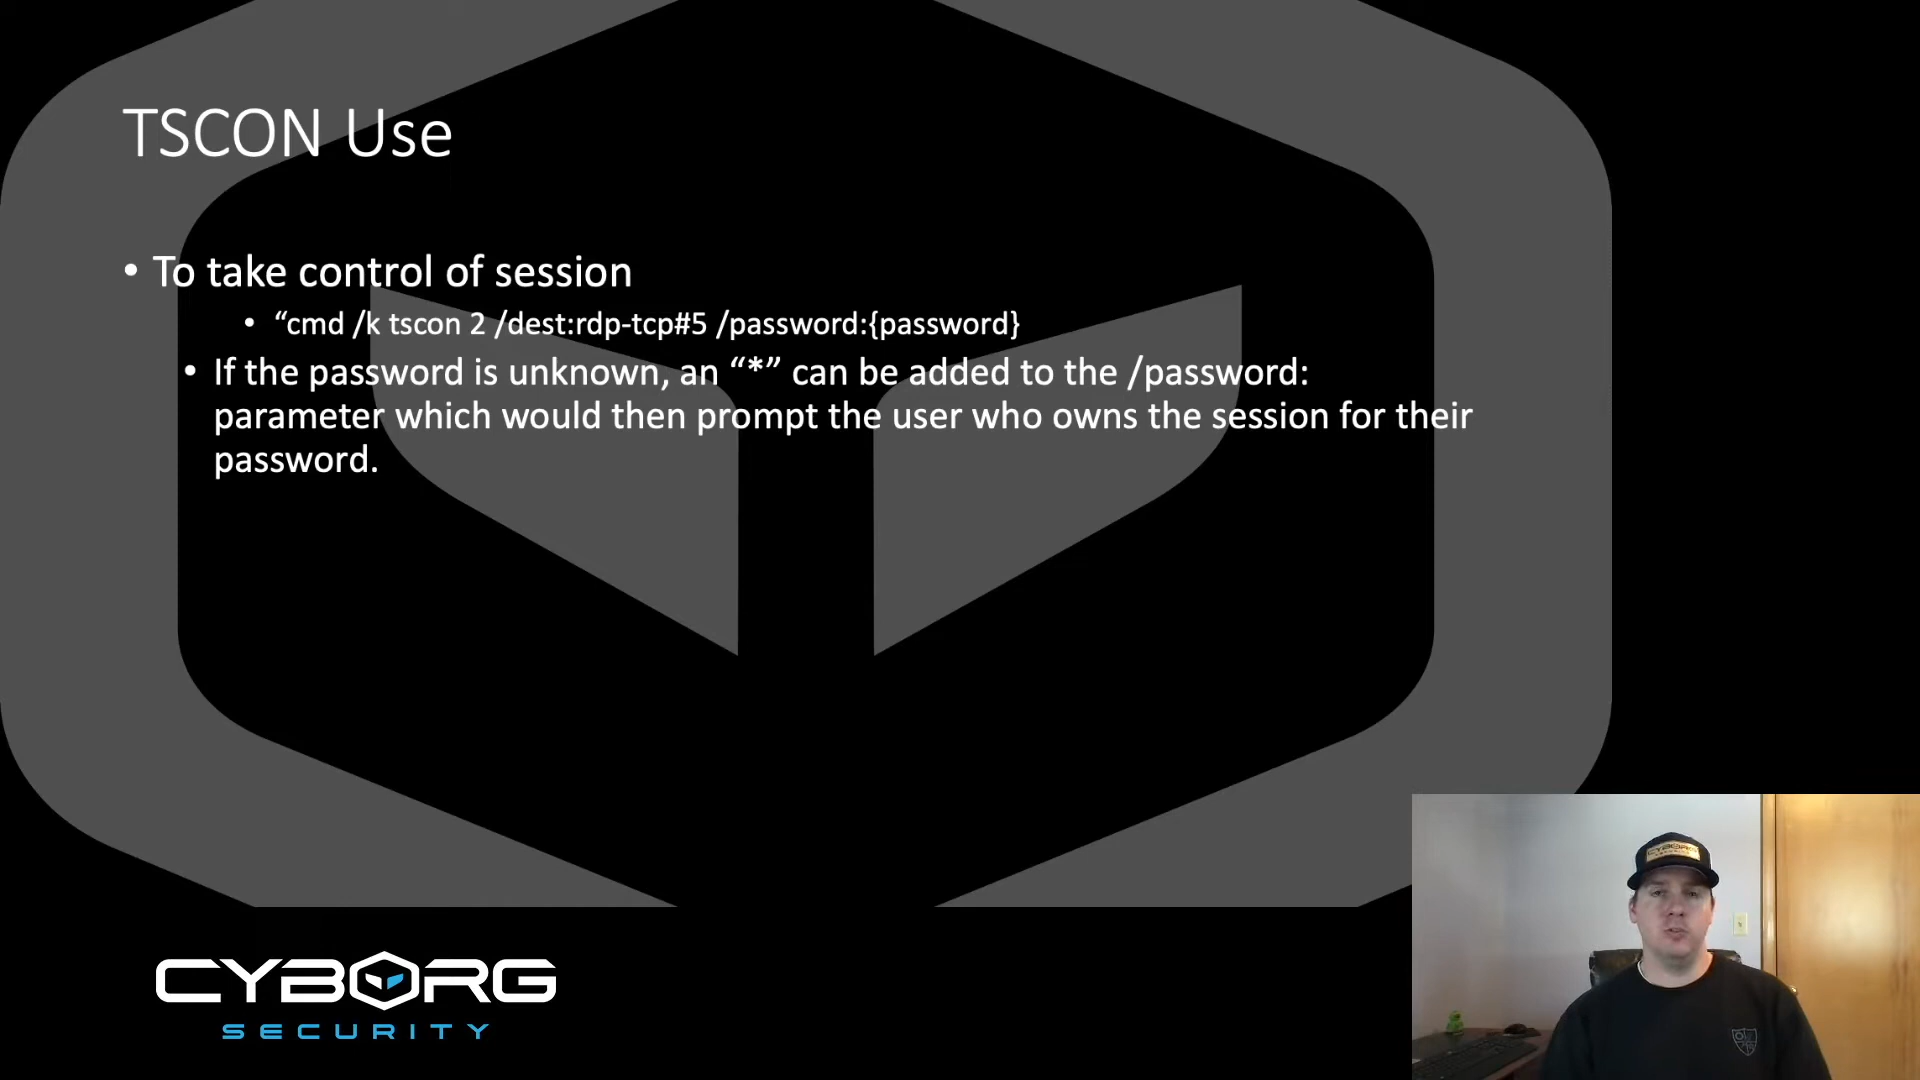 TSCON Use
• To take control of session
• “cmd /k tscon 2 /dest:rdp-tcp#5 /password:{password}
• If the password is unknown, an “*” can be added to the /password:
parameter which would then prompt the user who owns the session for their
password.
CYBORG
SECURITY
CYBORG